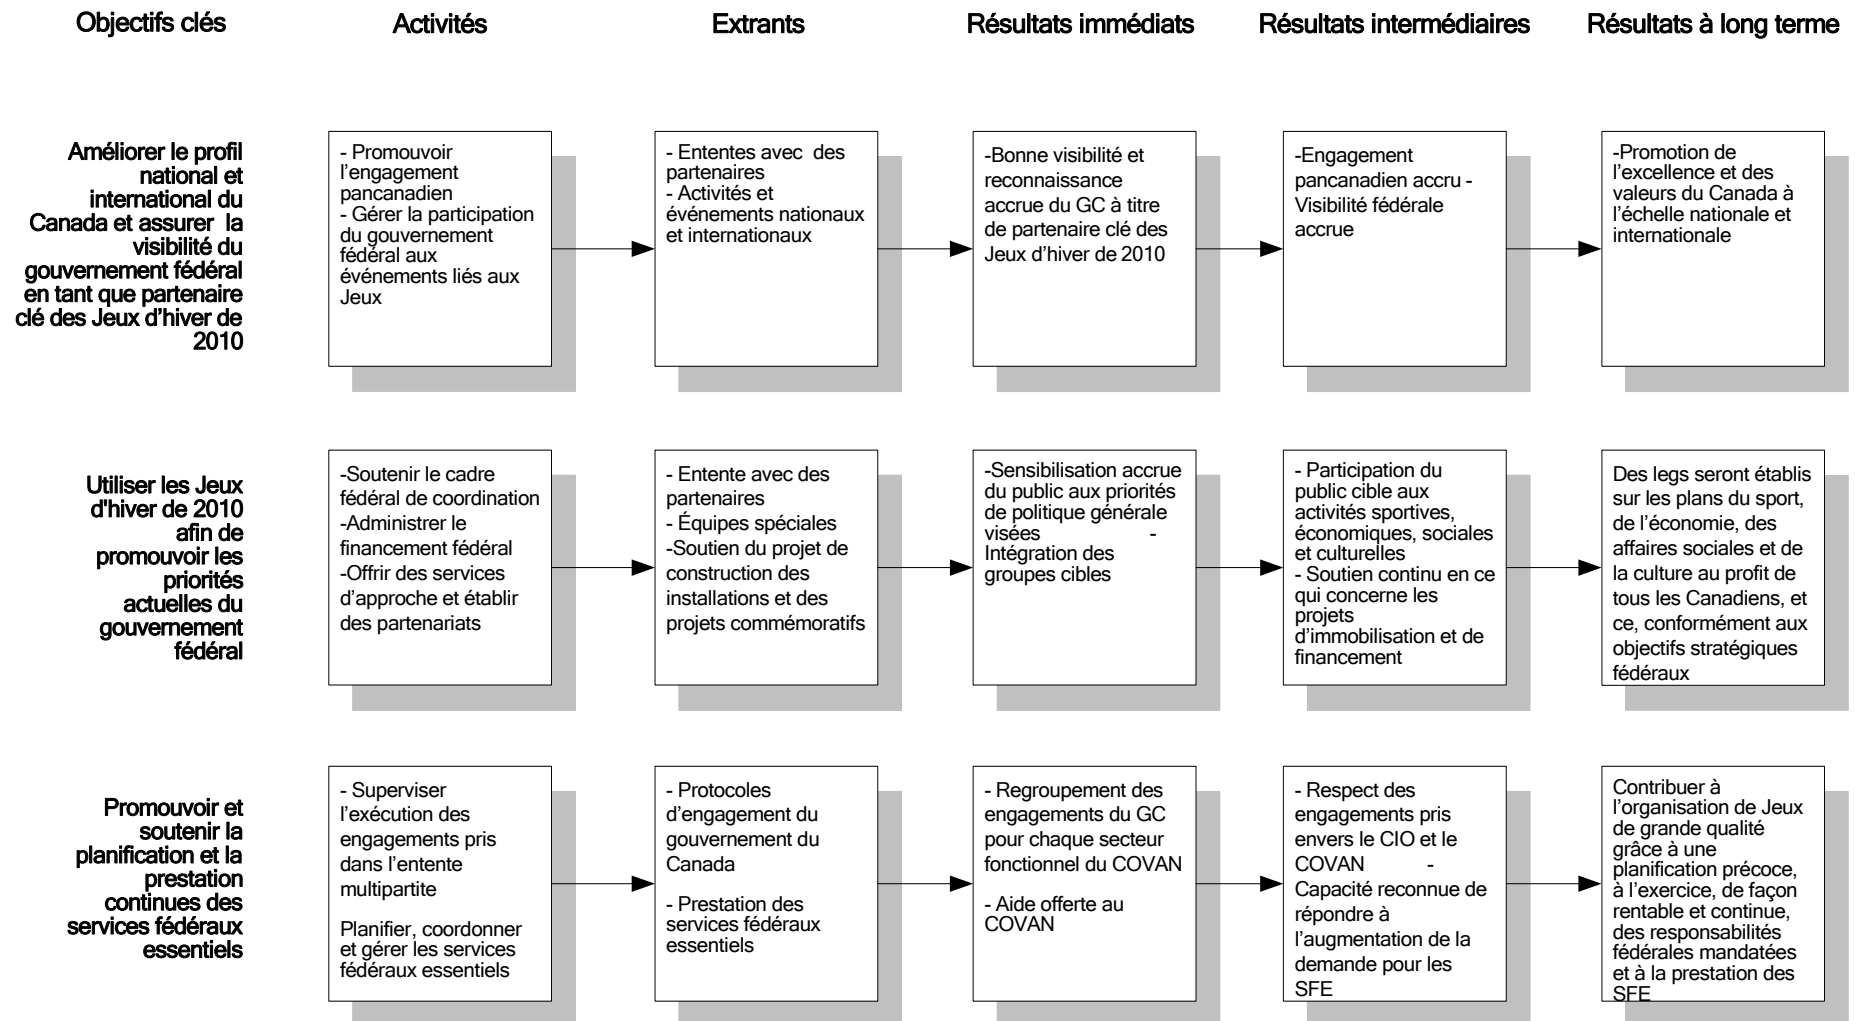 Objectifs clés
Activités
Extrants
Résultats immédiats
Résultats intermédiaires
Résultats à long terme
Améliorer le profil
national et
international du
Canada et assurer la
visibilité du
gouvernement fédéral
en tant que partenaire
clé des Jeux d’hiver de
2010
- Promouvoir
l’engagement
pancanadien
- Gérer la participation
du gouvernement
fédéral aux
événements liés aux
Jeux
- Ententes avec des
partenaires
- Activités et
événements nationaux
et internationaux
-Bonne visibilité et
reconnaissance
accrue du GC à titre
de partenaire clé des
Jeux d’hiver de 2010
-Engagement
pancanadien accru -
Visibilité fédérale
accrue
-Promotion de
l’excellence et des
valeurs du Canada à
l’échelle nationale et
internationale
Utiliser les Jeux
d'hiver de 2010
afin de
promouvoir les
priorités
actuelles du
gouvernement
fédéral
-Soutenir le cadre
fédéral de coordination
-Administrer le
financement fédéral
-Offrir des services
d’approche et établir
des partenariats
- Entente avec des
partenaires
- Équipes spéciales
-Soutien du projet de
construction des
installations et des
projets commémoratifs
-Sensibilisation accrue
du public aux priorités
de politique générale
visées -
Intégration des
groupes cibles
- Participation du
public cible aux
activités sportives,
économiques, sociales
et culturelles
- Soutien continu en ce
qui concerne les
projets
d’immobilisation et de
financement
Des legs seront établis
sur les plans du sport,
de l’économie, des
affaires sociales et de
la culture au profit de
tous les Canadiens, et
ce, conformément aux
objectifs stratégiques
fédéraux
Promouvoir et
soutenir la
planification et la
prestation
continues des
services fédéraux
essentiels
- Superviser
l’exécution des
engagements pris
dans l’entente
multipartite
Planifier, coordonner
et gérer les services
fédéraux essentiels
- Protocoles
d’engagement du
gouvernement du
Canada
- Prestation des
services fédéraux
essentiels
- Regroupement des
engagements du GC
pour chaque secteur
fonctionnel du COVAN
- Aide offerte au
COVAN
- Respect des
engagements pris
envers le CIO et le
COVAN -
Capacité reconnue de
répondre à
l’augmentation de la
demande pour les
SFE
Contribuer à
l’organisation de Jeux
de grande qualité
grâce à une
planification précoce,
à l’exercice, de façon
rentable et continue,
des responsabilités
fédérales mandatées
et à la prestation des
SFE